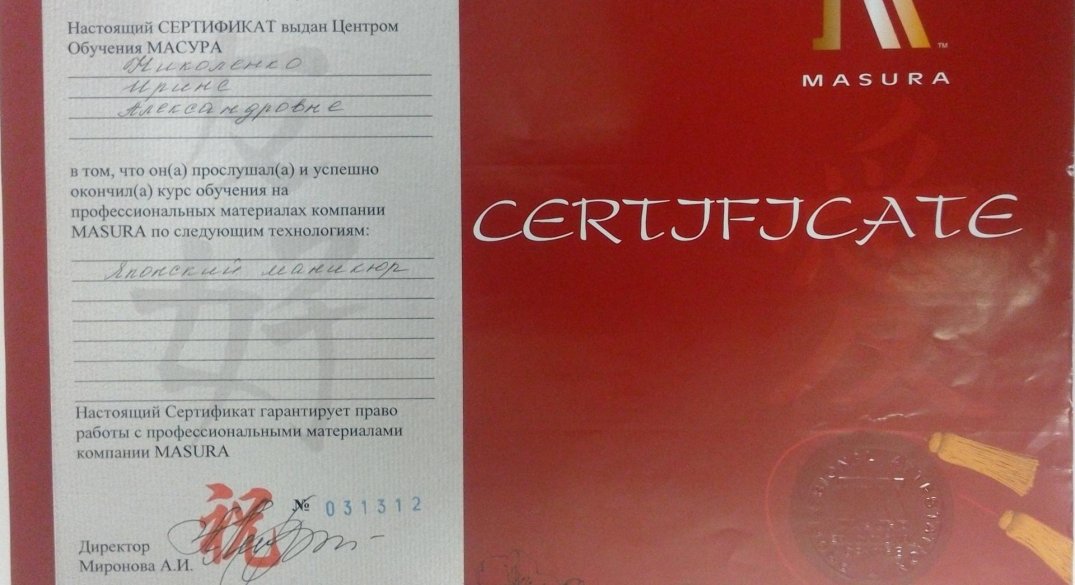 Настоящий СЕРТИФИКАТ выдан Центром
Обучения МАСУРА
Николенко
Ирине
Александровне
в том, что он(а) прослушал(а) и успешно
окончил(а) курс обучения на
профессиональных материалах компании
MASURA по следующим технологиям:
Японский маникюр
Настоящий Сертификат гарантирует право
работы с профессиональными материалами
компании MASURA
祝
№ 031312
Директор
Миронова А.И.
TM
MASURA
CERTIFICATE